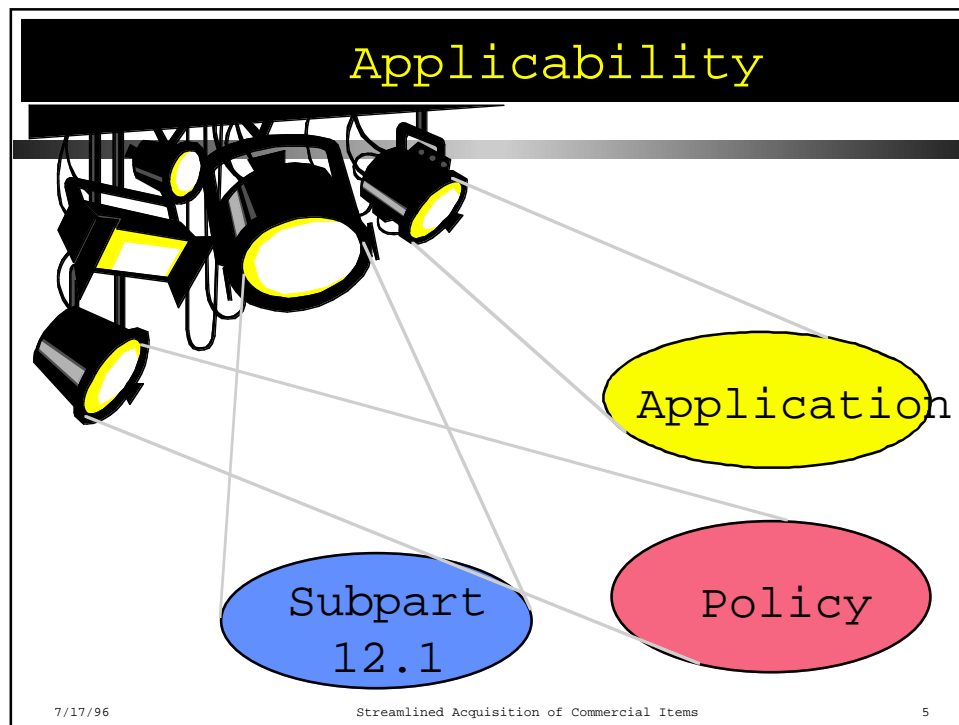 Applicability
Application
Policy
Subpart
12.1
7/17/96
Streamlined Acquisition of Commercial Items
5